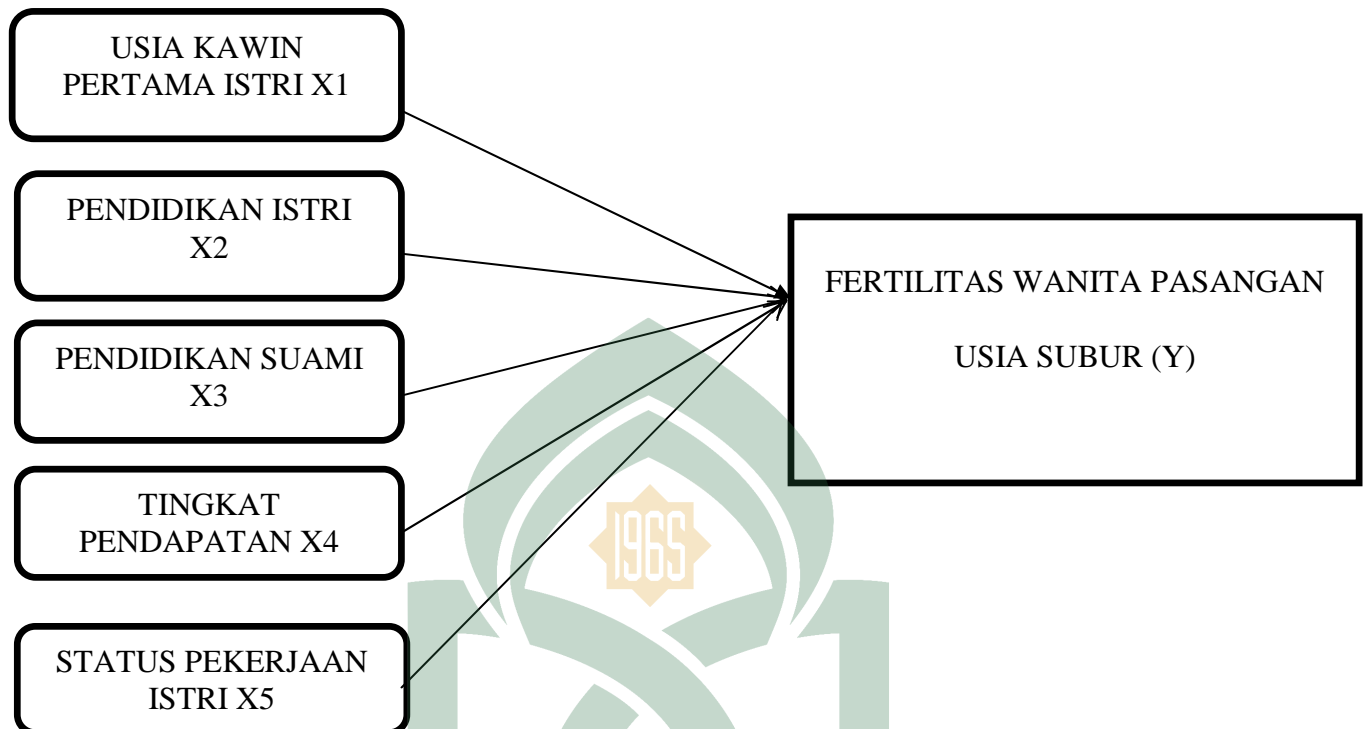 USIA KAWIN
PERTAMA ISTRI X1
PENDIDIKAN ISTRI
X2
PENDIDIKAN SUAMI
X3
TINGKAT
PENDAPATAN X4
STATUS PEKERJAAN
ISTRI X5
FERTILITAS WANITA PASANGAN
USIA SUBUR (Y)
1965